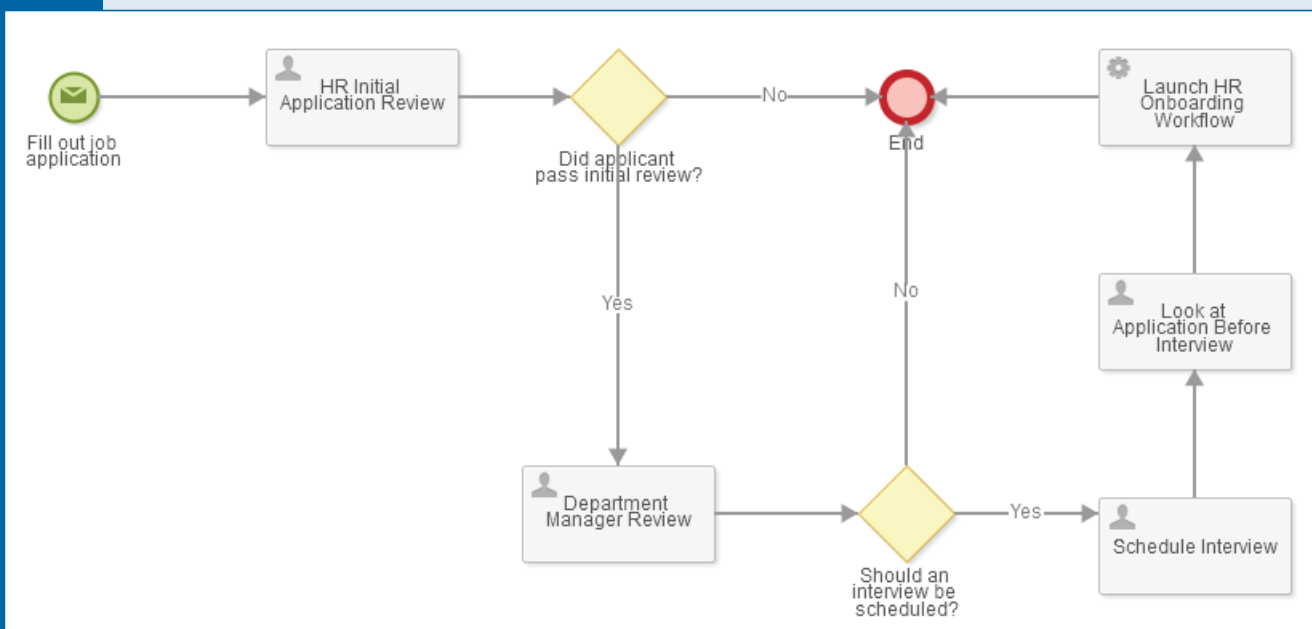 Fill out job
application
HR Initial
Application Review
Did applicant
pass initial review?
No
End
Launch HR
Onboarding
Workflow
Yes
No
Look at
Application Before
Interview
Department
Manager Review
Should an
interview be
scheduled?
Yes
Schedule Interview